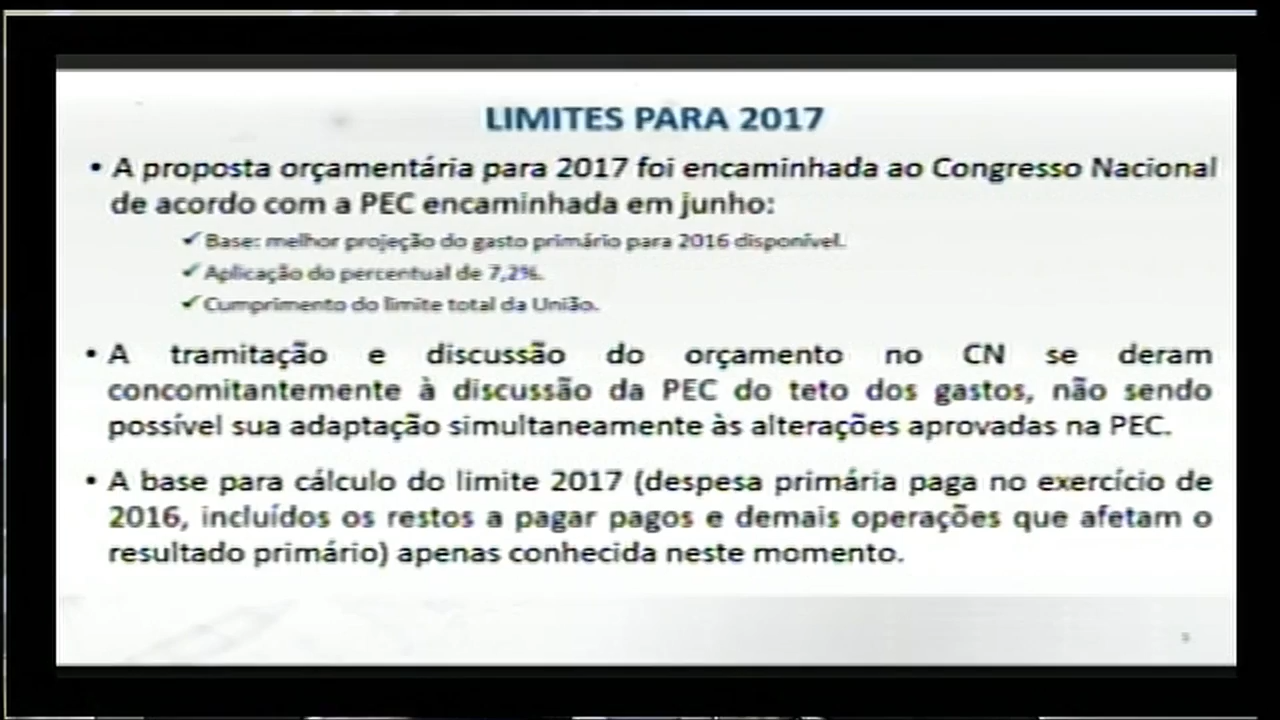 LIMITES PARA 2017
• A proposta orçamentária para 2017 foi encaminhada ao Congresso Nacional
de acordo com a PEC encaminhada em junho:
✔ Base: melhor projeção do gasto primário para 2016 disponível.
✔ Aplicação do percentual de 7,2%.
✔ Cumprimento do limite total da União.
• A tramitação e discussão do orçamento no CN se deram
concomitantemente à discussão da PEC do teto dos gastos, não sendo
possível sua adaptação simultaneamente às alterações aprovadas na PEC.
• A base para cálculo do limite 2017 (despesa primária paga no exercício de
2016, incluídos os restos a pagar pagos e demais operações que afetam o
resultado primário) apenas conhecida neste momento.